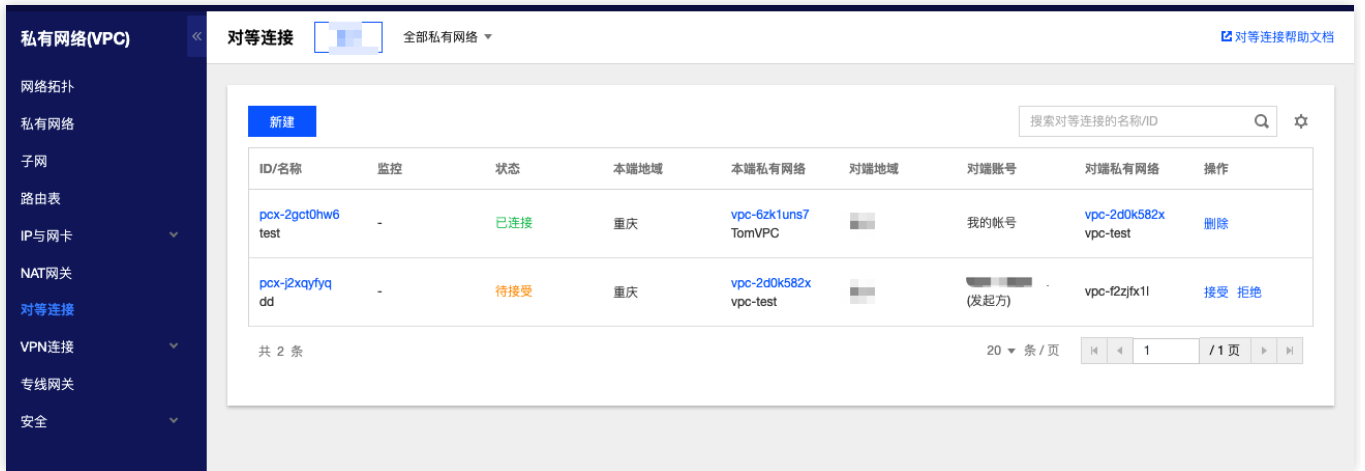 私有网络(VPC)
对等连接
全部私有网络
对等连接帮助文档
网络拓扑
私有网络
子网
路由表
IP与网卡
NAT网关
对等连接
VPN连接
专线网关
安全
新建
搜索对等连接的名称/ID
ID/名称 监控 状态 本端地域 本端私有网络 对端地域 对端账号 对端私有网络 操作
pcx-2gct0hw6 - 已连接 重庆 vpc-6zk1uns7 我的帐号 vpc-2d0k582x 删除
test TomVPC vpc-test
pcx-j2xqyfyq - 待接受 重庆 vpc-2d0k582x vpc-f2zjfx1l 接受 拒绝
dd vpc-test (发起方)
共 2 条 20 条 / 页 1 / 1 页